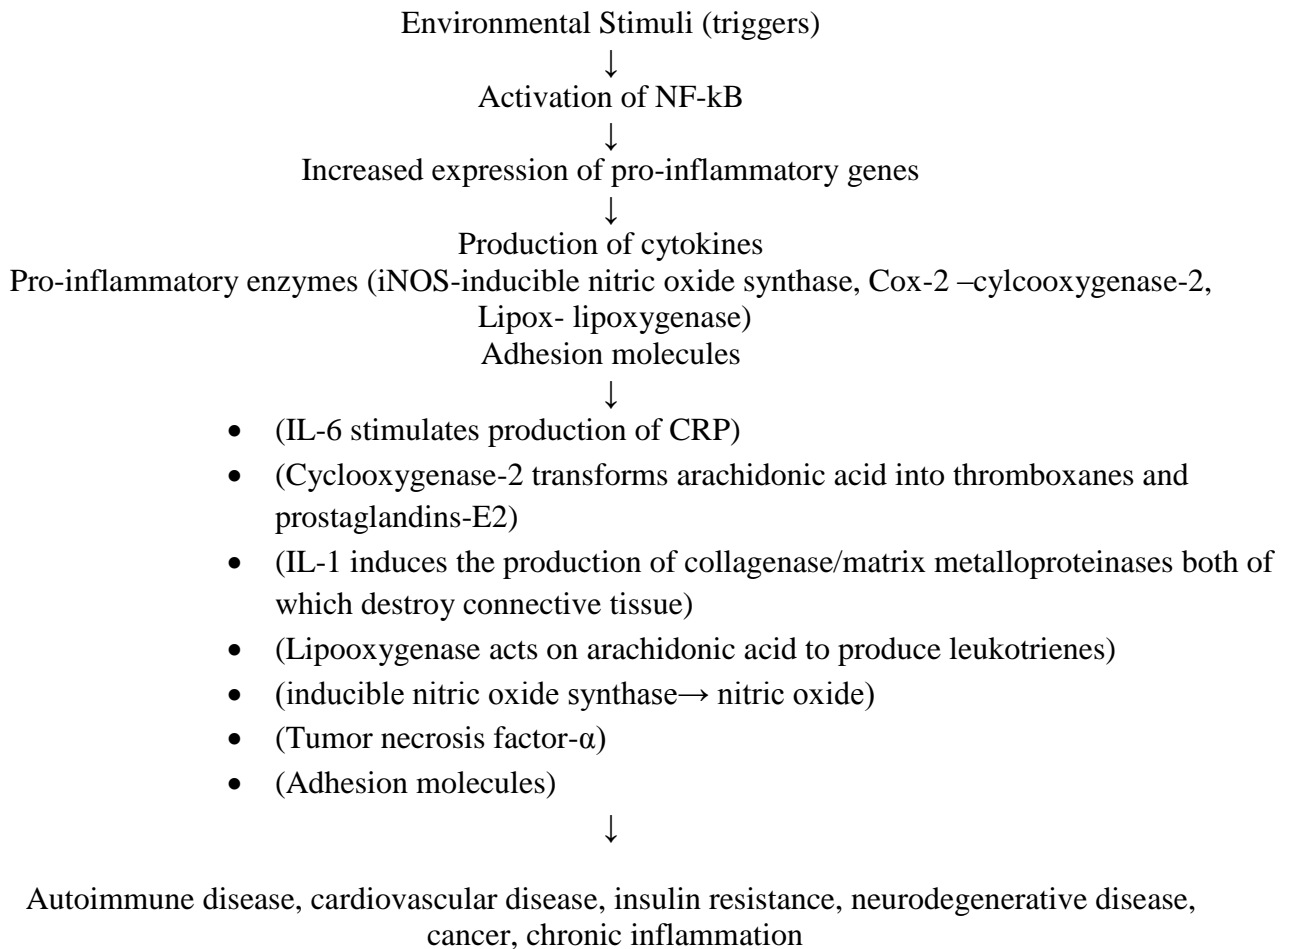 Environmental Stimuli (triggers)
↓
Activation of NF-kB
↓
Increased expression of pro-inflammatory genes
↓
Production of cytokines
Pro-inflammatory enzymes (iNOS-inducible nitric oxide synthase, Cox-2 –cylcooxygenase-2,
Lipox- lipoxygenase)
Adhesion molecules
↓
• (IL-6 stimulates production of CRP)
• (Cyclooxygenase-2 transforms arachidonic acid into thromboxanes and
prostaglandins-E2)
• (IL-1 induces the production of collagenase/matrix metalloproteinases both of
which destroy connective tissue)
• (Lipooxygenase acts on arachidonic acid to produce leukotrienes)
• (inducible nitric oxide synthase→ nitric oxide)
• (Tumor necrosis factor-α)
• (Adhesion molecules)
↓
Autoimmune disease, cardiovascular disease, insulin resistance, neurodegenerative disease,
cancer, chronic inflammation